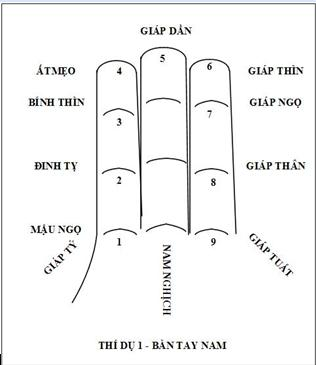 GIÁP DẦN
5
ẤTMẸO 4 6 GIÁP THÌN
BÍNH THÌN 3 7 GIÁP NGỌ
ĐINH TỴ 2 8 GIÁP THÂN
MẬU NGỌ 1 9
GIÁP TÝ
NAM NGHỊCH
GIÁP TUẤT
THÍ DỤ 1 - BÀN TAY NAM